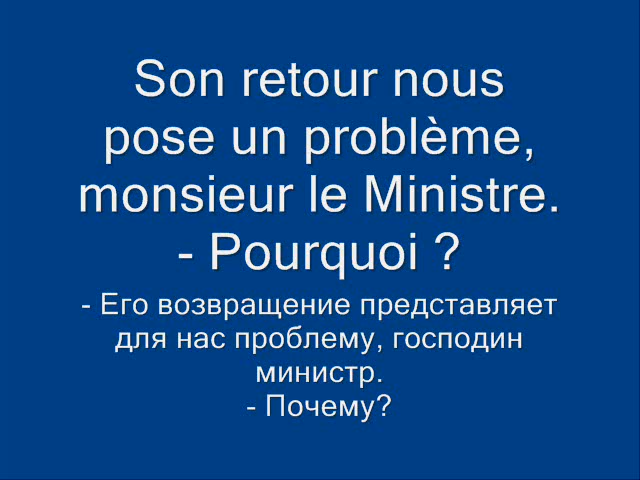 Son retour nous
pose un problème,
monsieur le Ministre.
- Pourquoi ?
- Его возвращение представляет
для нас проблему, господин
министр.
- Почему?